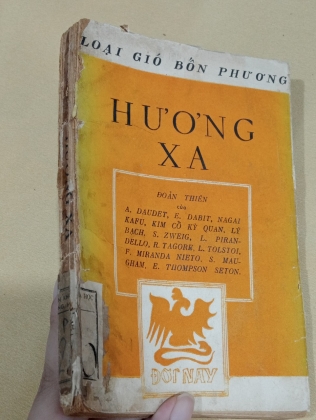 LOẠI GIÓ BỐN PHƯƠNG
HƯƠNG
XA
ĐOẢN THIÊN
của
A. DAUDET, E. DABIT, NAGAI
KAFU, KIM CỔ KỲ QUAN, LÝ
BẠCH, S. ZWEIG, L. PIRAN-
DELLO, R. TAGORE, L. TOLSTOI,
P. MIRANDA NIETO, S. MAU-
GHAM, E. THOMPSON SETON.
ĐỜI NAY